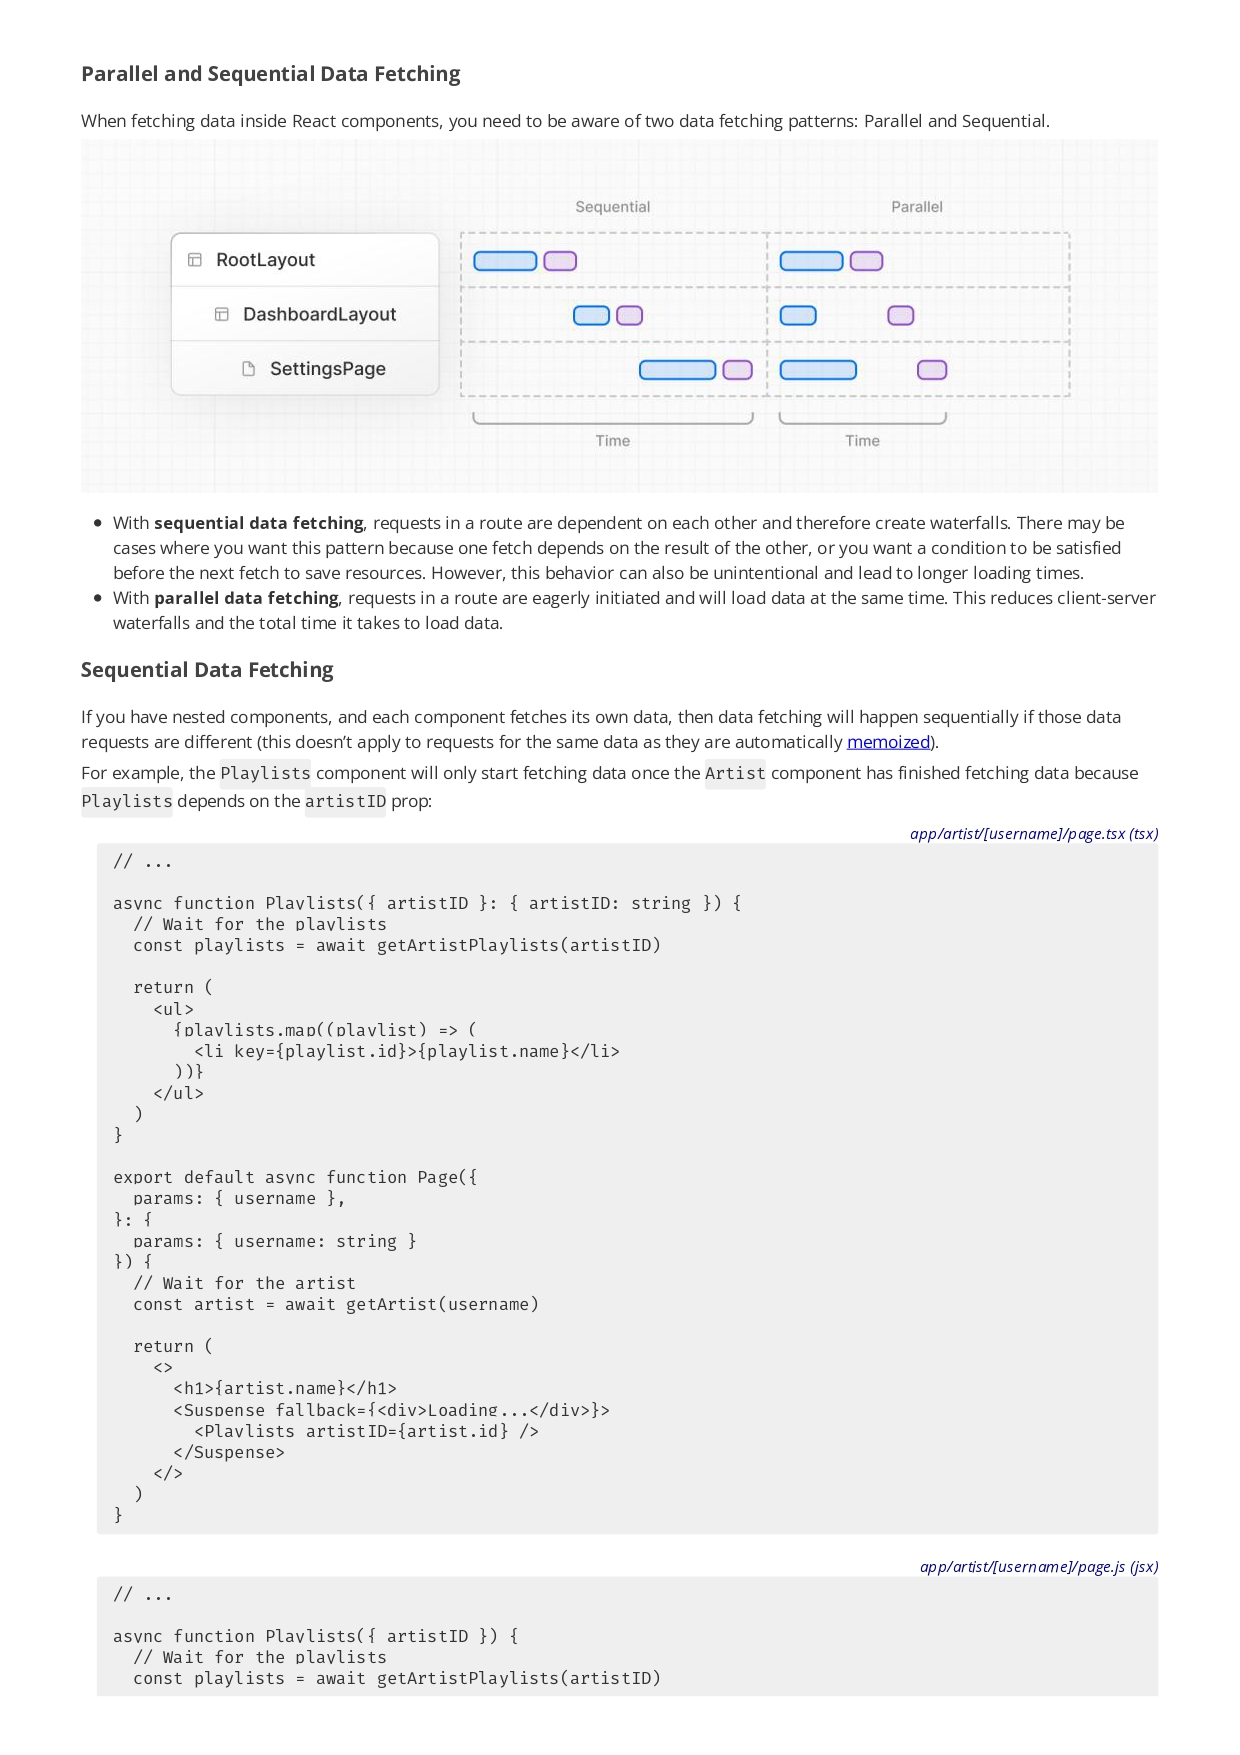 Parallel and Sequential Data Fetching
When fetching data inside React components, you need to be aware of two data fetching patterns: Parallel and Sequential.
Sequential Parallel
RootLayout
DashboardLayout
SettingsPage
Time Time
● With sequential data fetching, requests in a route are dependent on each other and therefore create waterfalls. There may be
cases where you want this pattern because one fetch depends on the result of the other, or you want a condition to be satisfied
before the next fetch to save resources. However, this behavior can also be unintentional and lead to longer loading times.
● With parallel data fetching, requests in a route are eagerly initiated and will load data at the same time. This reduces client-server
waterfalls and the total time it takes to load data.
Sequential Data Fetching
If you have nested components, and each component fetches its own data, then data fetching will happen sequentially if those data
requests are different (this doesn’t apply to requests for the same data as they are automatically memoized).
For example, the Playlists component will only start fetching data once the Artist component has finished fetching data because
Playlists depends on the artistID prop:
app/artist/[username]/page.tsx (tsx)
// ...
async function Playlists({ artistID }: { artistID: string }) {
  // Wait for the playlists
  const playlists = await getArtistPlaylists(artistID)
  return (
    <ul>
      {playlists.map((playlist) => (
        <li key={playlist.id}>{playlist.name}</li>
      ))}
    </ul>
  )
}
export default async function Page({
  params: { username },
}: {
  params: { username: string }
}) {
  // Wait for the artist
  const artist = await getArtist(username)
  return (
    <>
      <h1>{artist.name}</h1>
      <Suspense fallback={<div>Loading...</div>}>
        <Playlists artistID={artist.id} />
      </Suspense>
    </>
  )
}
app/artist/[username]/page.js (jsx)
// ...
async function Playlists({ artistID }) {
  // Wait for the playlists
  const playlists = await getArtistPlaylists(artistID)